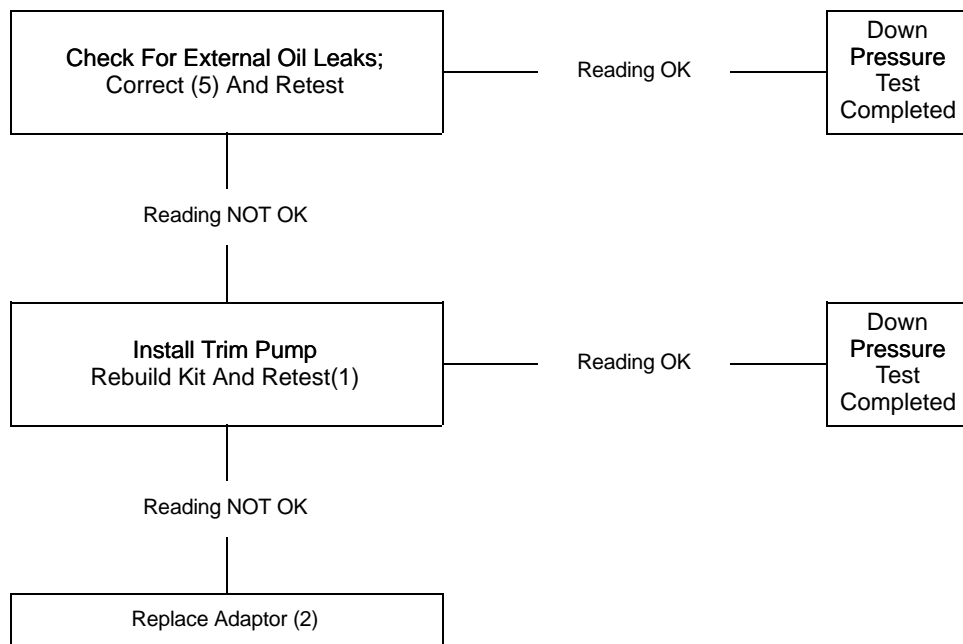 Check For External Oil Leaks;
Correct (5) And Retest
Reading OK
Down
Pressure
Test
Completed
Reading NOT OK
Install Trim Pump
Rebuild Kit And Retest(1)
Reading OK
Down
Pressure
Test
Completed
Reading NOT OK
Replace Adaptor (2)